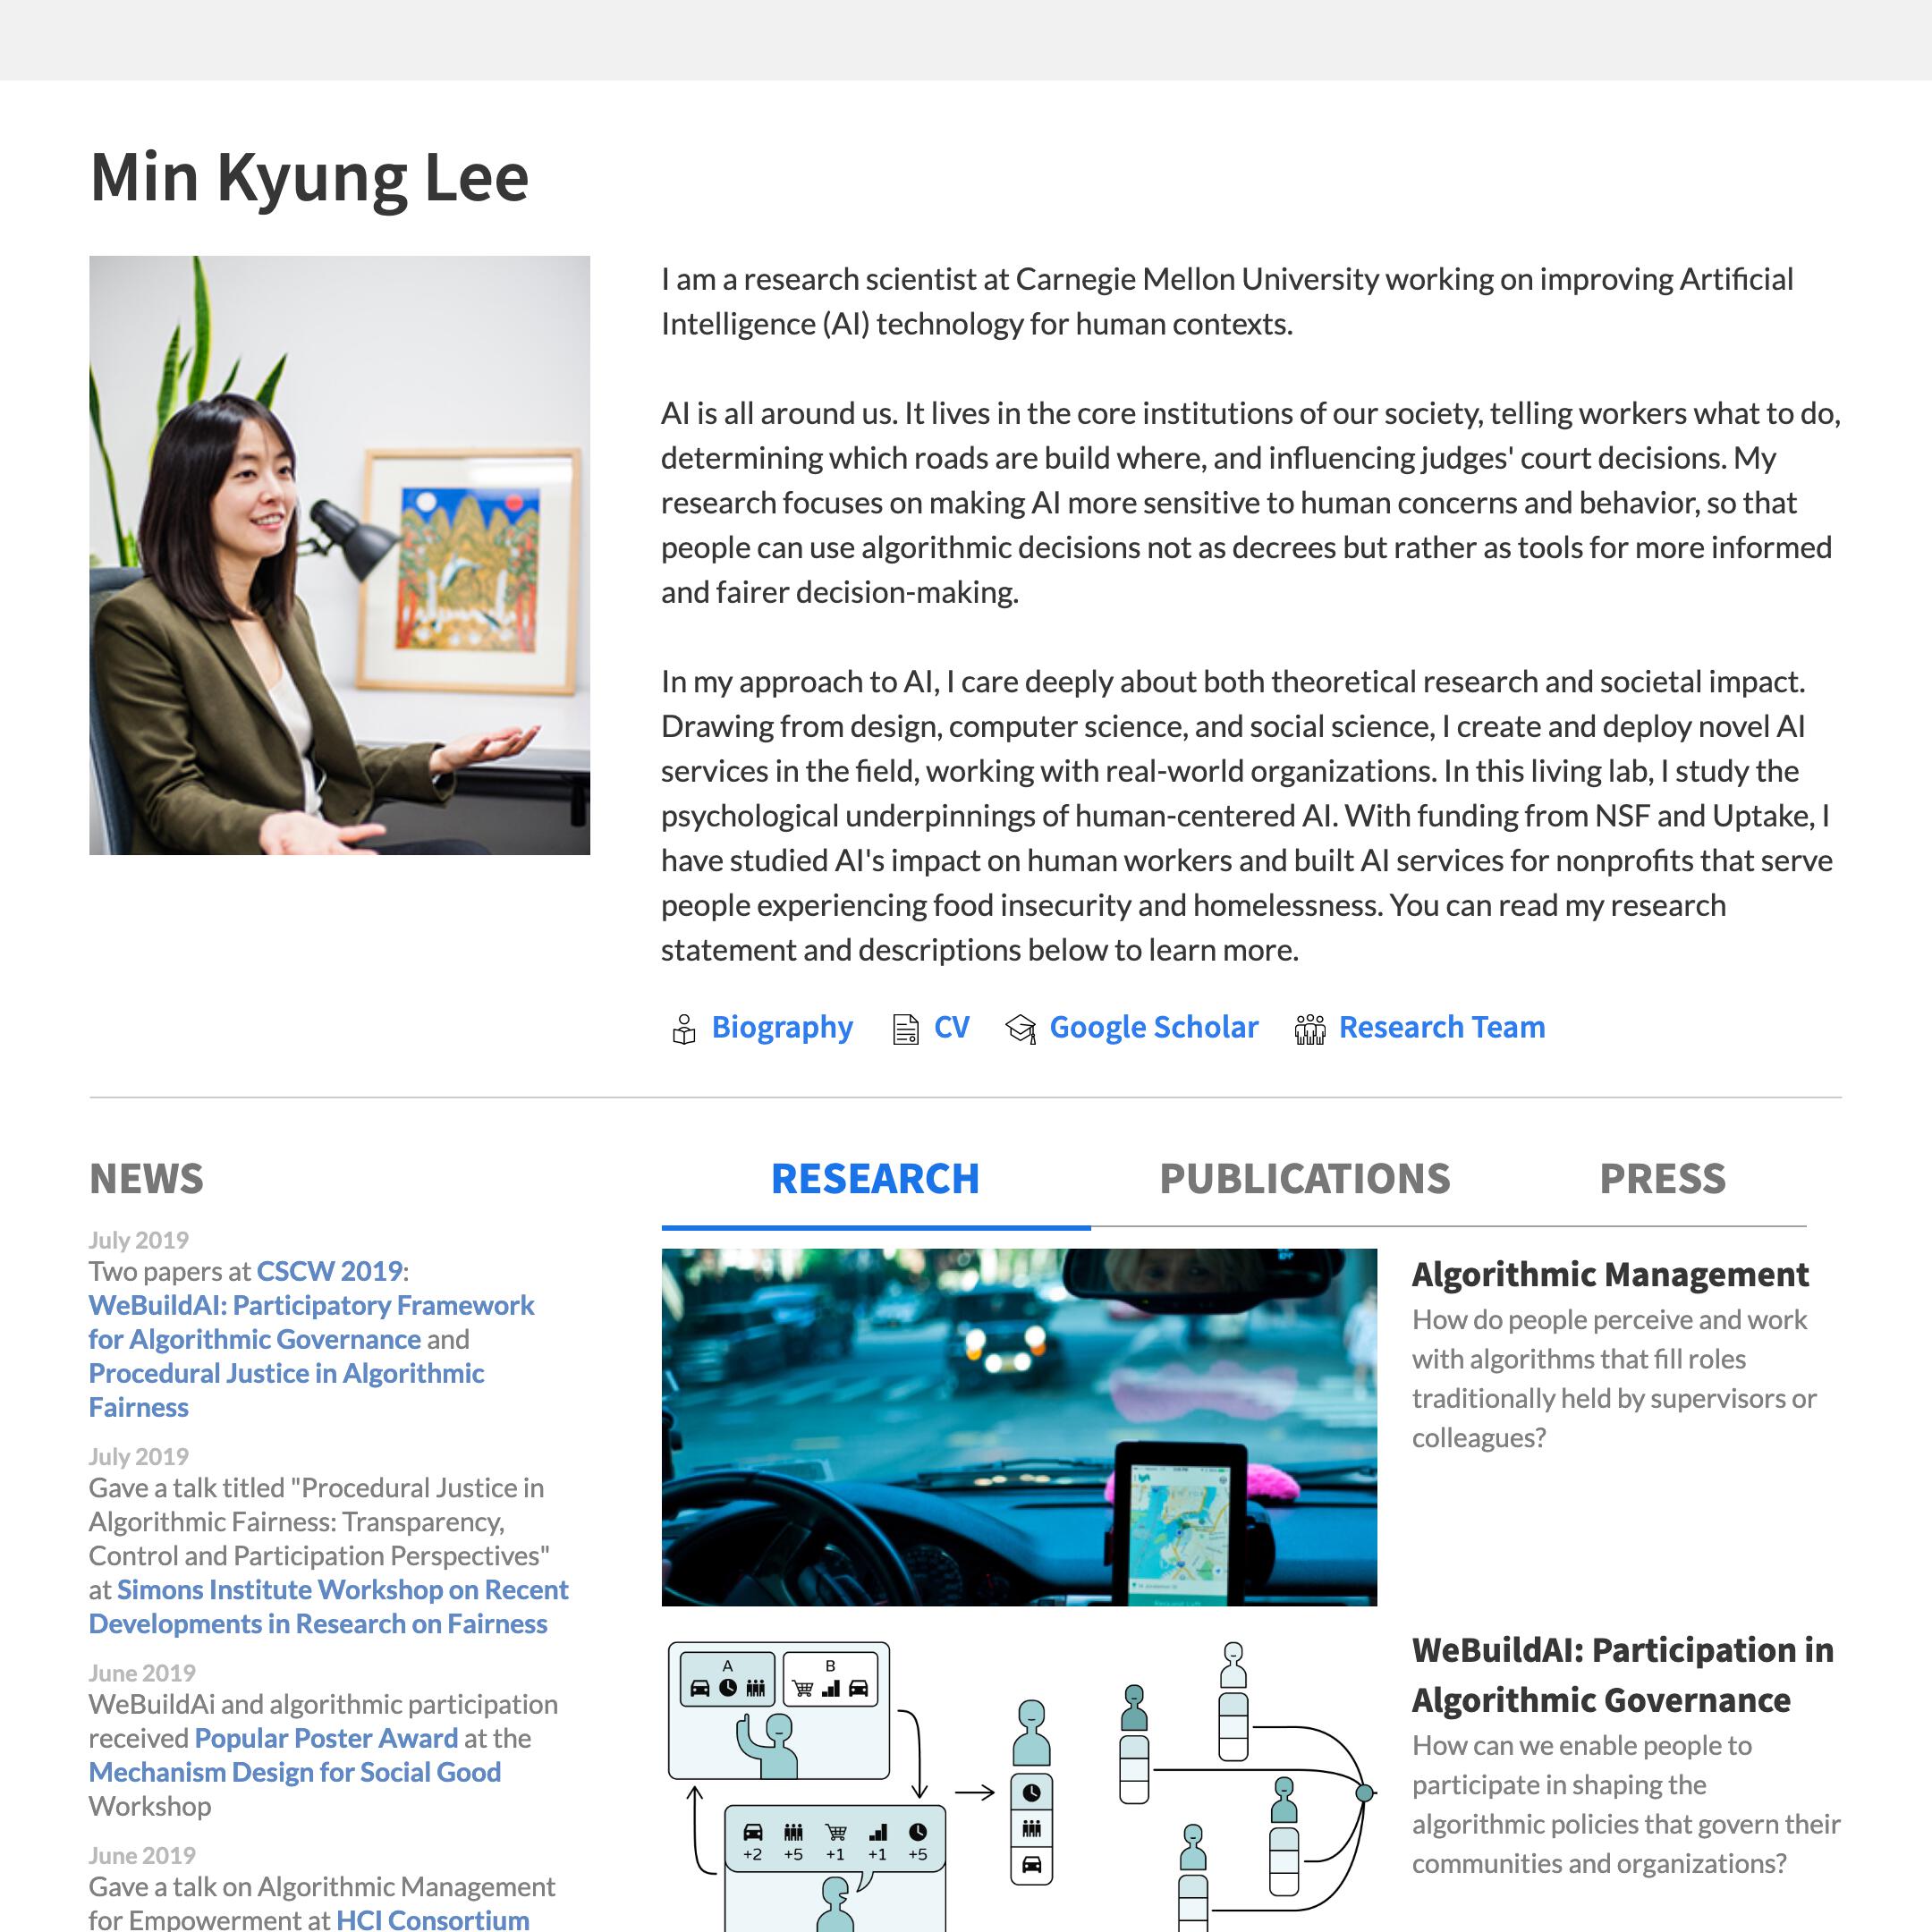 Min Kyung Lee
I am a research scientist at Carnegie Mellon University working on improving Artificial
Intelligence (AI) technology for human contexts.
AI is all around us. It lives in the core institutions of our society, telling workers what to do,
determining which roads are build where, and influencing judges' court decisions. My
research focuses on making AI more sensitive to human concerns and behavior, so that
people can use algorithmic decisions not as decrees but rather as tools for more informed
and fairer decision-making.
In my approach to AI, I care deeply about both theoretical research and societal impact.
Drawing from design, computer science, and social science, I create and deploy novel AI
services in the field, working with real-world organizations. In this living lab, I study the
psychological underpinnings of human-centered AI. With funding from NSF and Uptake, I
have studied AI's impact on human workers and built AI services for nonprofits that serve
people experiencing food insecurity and homelessness. You can read my research
statement and descriptions below to learn more.
Biography CV Google Scholar Research Team
NEWS
July 2019
Two papers at CSCW 2019:
WeBuildAI: Participatory Framework
for Algorithmic Governance and
Procedural Justice in Algorithmic
Fairness
July 2019
Gave a talk titled "Procedural Justice in
Algorithmic Fairness: Transparency,
Control and Participation Perspectives"
at Simons Institute Workshop on Recent
Developments in Research on Fairness
June 2019
WeBuildAi and algorithmic participation
received Popular Poster Award at the
Mechanism Design for Social Good
Workshop
June 2019
Gave a talk on Algorithmic Management
for Empowerment at HCI Consortium
RESEARCH PUBLICATIONS PRESS
Algorithmic Management
How do people perceive and work
with algorithms that fill roles
traditionally held by supervisors or
colleagues?
A B
+2 +5 +1 +1 +5
WeBuildAI: Participation in
Algorithmic Governance
How can we enable people to
participate in shaping the
algorithmic policies that govern their
communities and organizations?